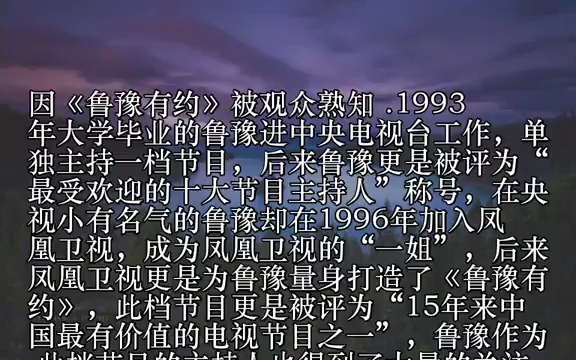 因《鲁豫有约》被观众熟知 .1993
年大学毕业的鲁豫进中央电视台工作，单
独主持一档节目，后来鲁豫更是被评为“
最受欢迎的十大节目主持人”称号，在央
视小有名气的鲁豫却在1996年加入凤
凰卫视，成为凤凰卫视的“一姐”，后来
凤凰卫视更是为鲁豫量身打造了《鲁豫有
约》，此档节目更是被评为“15年来中
国最有价值的电视节目之一”，鲁豫作为